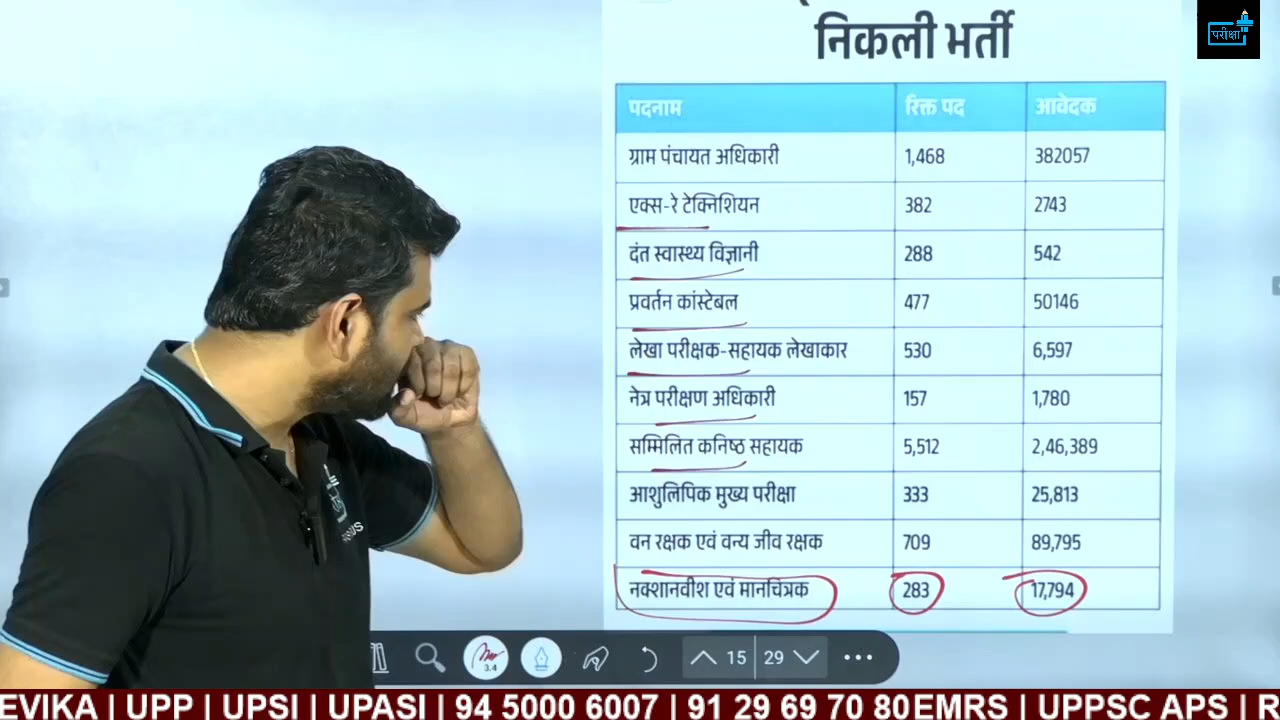 परीक्षा
निकली भर्ती
पदनाम रिक्त पद आवेदक
ग्राम पंचायत अधिकारी 1,468 382057
एक्स-रे टेक्निशियन 382 2743
दंत स्वास्थ्य विज्ञानी 288 542
प्रवर्तन कांस्टेबल 477 50146
लेखा परीक्षक-सहायक लेखाकार 530 6,597
नेत्र परीक्षण अधिकारी 157 1,780
सम्मिलित कनिष्ठ सहायक 5,512 2,46,389
आशुलिपिक मुख्य परीक्षा 333 25,813
वन रक्षक एवं वन्य जीव रक्षक 709 89,795
नक्शानवीश एवं मानचित्रक 283 17,794
3.4 15 29
EVIKA | UPP | UPSI | UPASI | 94 5000 6007 | 91 29 69 70 80 EMRS | UPPSC APS | R